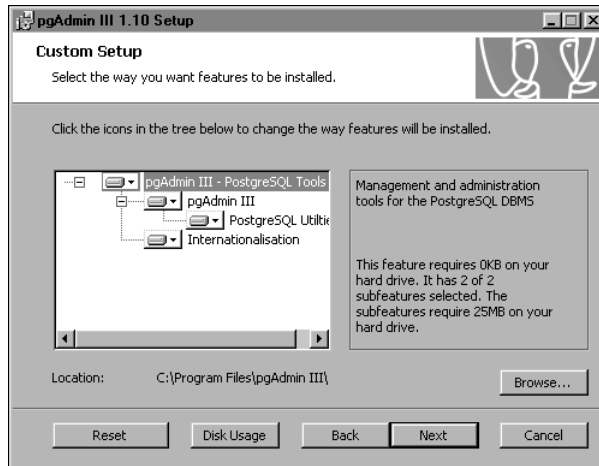 pgAdmin III 1.10 Setup
Custom Setup
Select the way you want features to be installed.
Click the icons in the tree below to change the way features will be installed.
pgAdmin III - PostgreSQL Tools
pgAdmin III
PostgreSQL Utiltie
Internationalisation
Management and administration
tools for the PostgreSQL DBMS
This feature requires 0KB on your
hard drive. It has 2 of 2
subfeatures selected. The
subfeatures require 25MB on your
hard drive.
Location: C:\Program Files\pgAdmin III\
Browse...
Reset Disk Usage Back Next Cancel